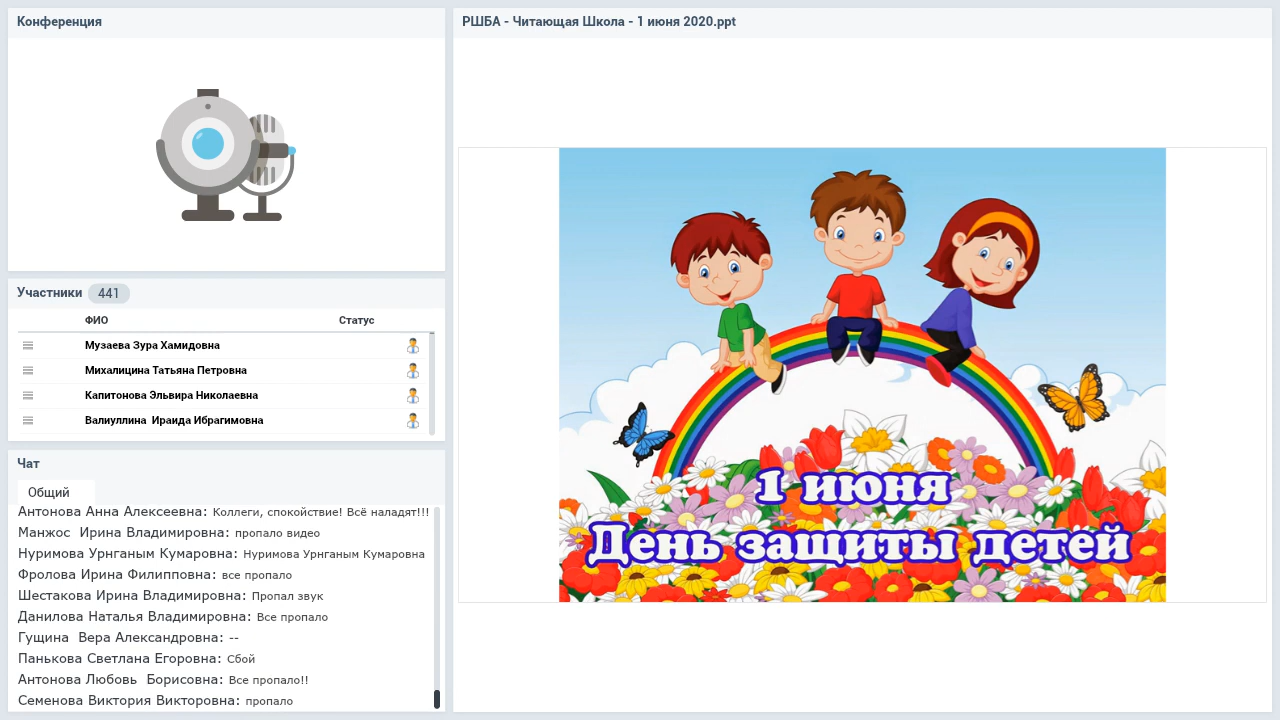 Конференция
Участники 441
ФИО Статус
Музаева Зура Хамидовна
Михалицина Татьяна Петровна
Капитонова Эльвира Николаевна
Валиуллина  Ираида Ибрагимовна
Чат
Общий
Антонова Анна Алексеевна: Коллеги, спокойствие! Всё наладят!!!
Манжос  Ирина Владимировна: пропало видео
Нуримова Урнганым Кумаровна: Нуримова Урнганым Кумаровна
Фролова Ирина Филипповна: все пропало
Шестакова Ирина Владимировна: Пропал звук
Данилова Наталья Владимировна: Все пропало
Гущина  Вера Александровна: --
Панькова Светлана Егоровна: Сбой
Антонова Любовь  Борисовна: Все пропало!!
Семенова Виктория Викторовна: пропало
РШБА - Читающая Школа - 1 июня 2020.ppt
1 июня
День защиты детей